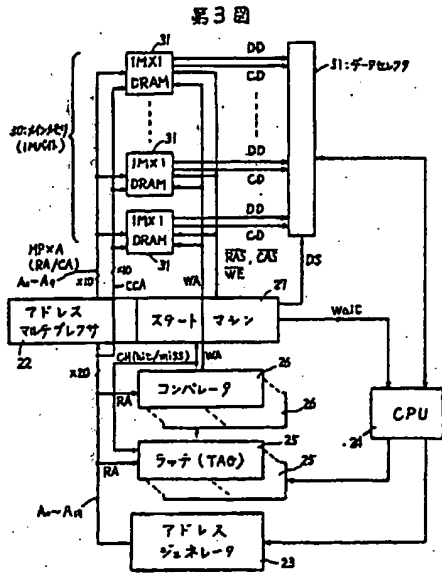 第3図
31
1M×1
DRAM
DD
CD
31:データセレクタ
30:メインメモリ
(1Mバイト)
31
1M×1
DRAM
DD
CD
1M×1
DRAM
31
DD
CD
MP×A
(RA/CA)
A₀~A₉
×10
×10
CCA
WA
RAS, CAS
WE
DS
27
アドレス
マルチプレクサ
22
スタート マシン
Wait
×20
CH(hit/miss)
WA
コンパレータ
26
26
RA
ラッチ(TAG)
25
25
RA
CPU
24
A₀~A₁₉
アドレス
ジェネレータ
23